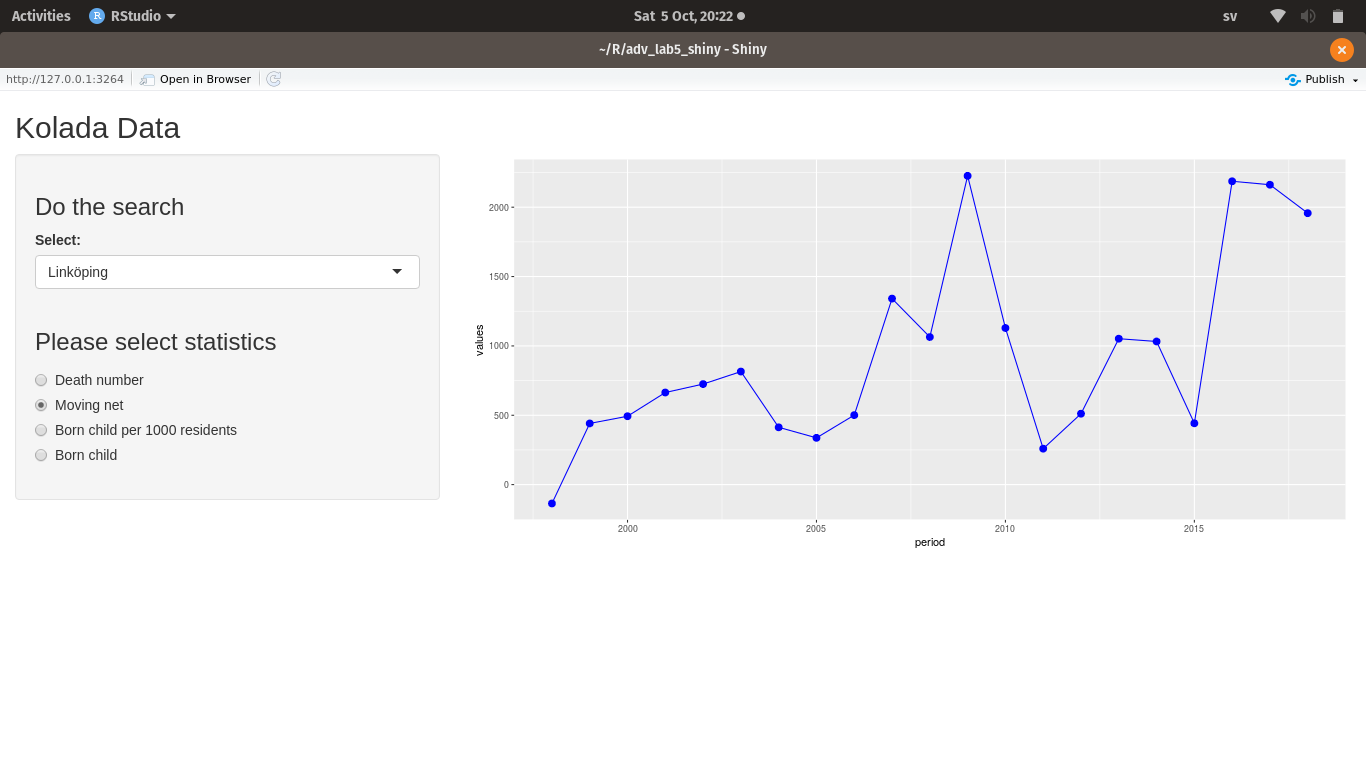 Activities RStudio Sat 5 Oct, 20:22 sv
~/R/adv_lab5_shiny - Shiny
http://127.0.0.1:3264 Open in Browser Publish
Kolada Data
Do the search
Select:
Linköping
Please select statistics
Death number
Moving net
Born child per 1000 residents
Born child
values
2000
1500
1000
500
0
2000 2005 2010 2015
period